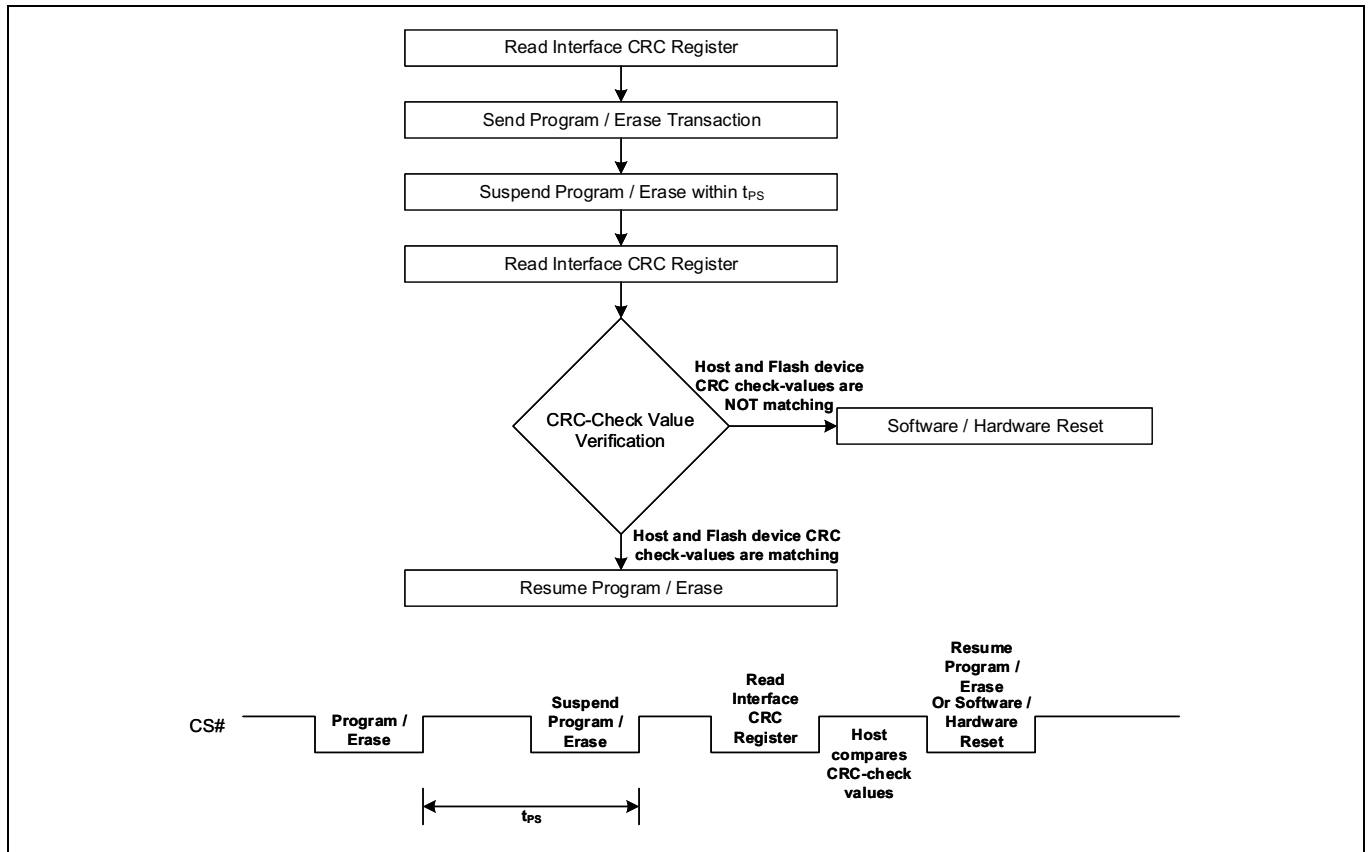 Read Interface CRC Register
Send Program / Erase Transaction
Suspend Program / Erase within tPS
Read Interface CRC Register
CRC-Check Value
Verification
Host and Flash device
CRC check-values are
NOT matching
Software / Hardware Reset
Host and Flash device CRC
check-values are matching
Resume Program / Erase
CS#
Program /
Erase
Suspend
Program /
Erase
Read
Interface
CRC
Register
Host
compares
CRC-check
values
Resume
Program /
Erase
Or Software /
Hardware
Reset
tPS